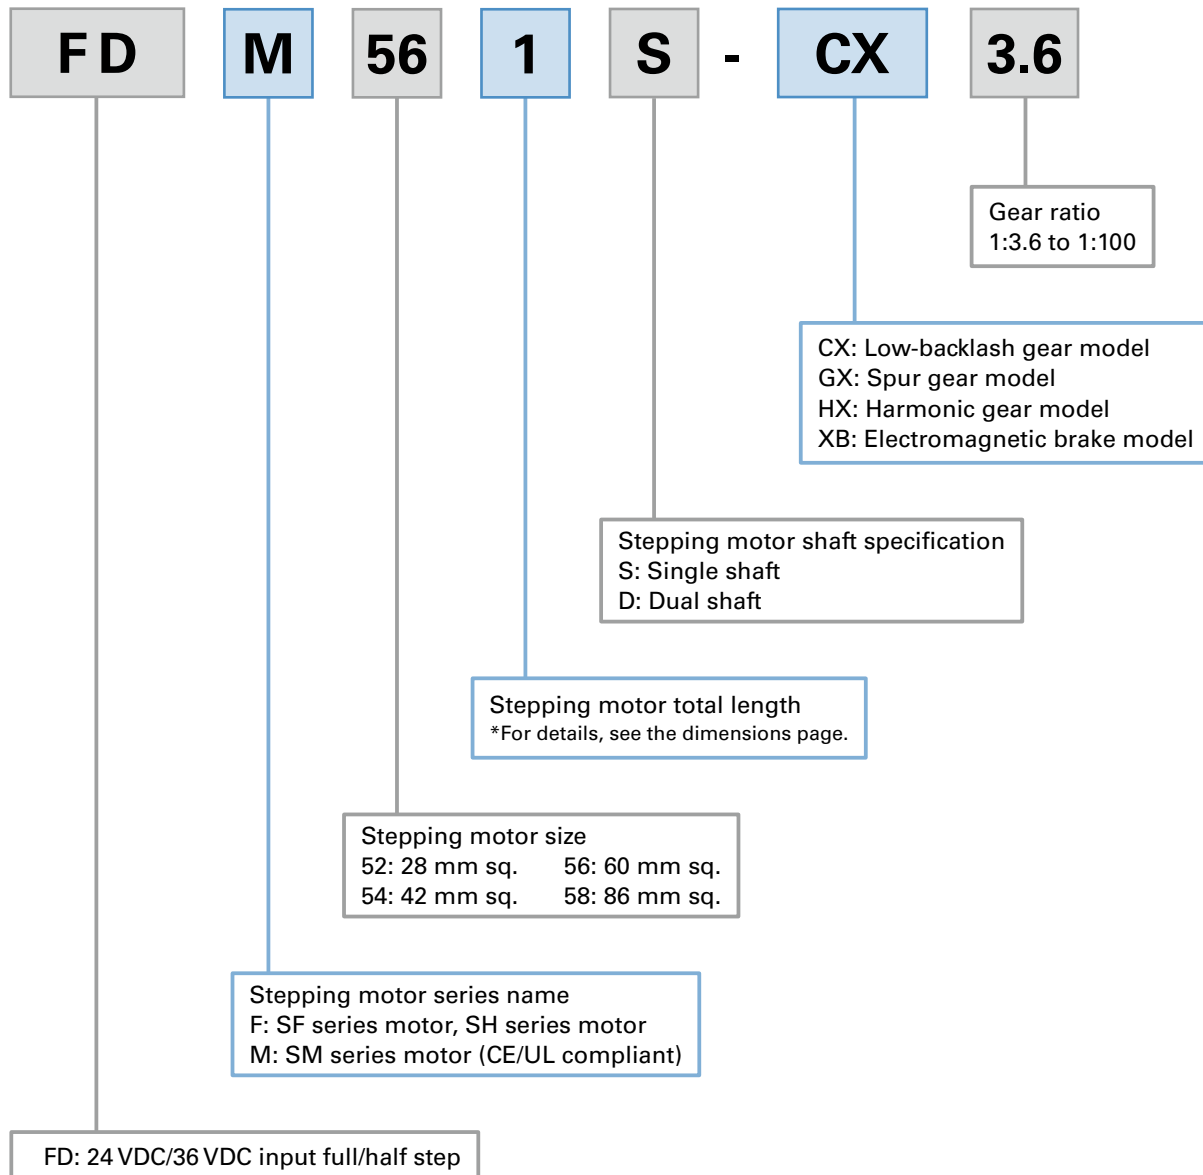 FD M 56 1 S - CX 3.6
Gear ratio
1:3.6 to 1:100
CX: Low-backlash gear model
GX: Spur gear model
HX: Harmonic gear model
XB: Electromagnetic brake model
Stepping motor shaft specification
S: Single shaft
D: Dual shaft
Stepping motor total length
*For details, see the dimensions page.
Stepping motor size
52: 28 mm sq. 56: 60 mm sq.
54: 42 mm sq. 58: 86 mm sq.
Stepping motor series name
F: SF series motor, SH series motor
M: SM series motor (CE/UL compliant)
FD: 24 VDC/36 VDC input full/half step